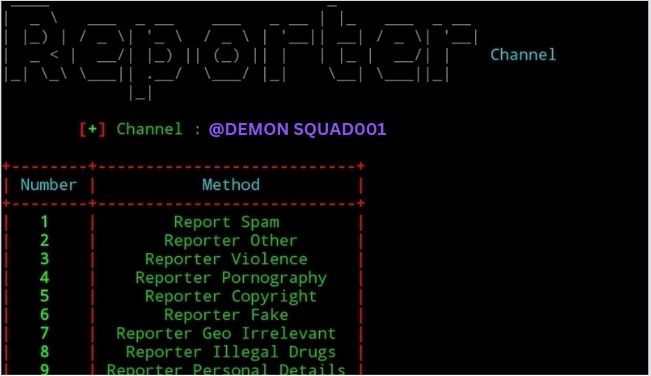 Reporter
Channel
[+] Channel : @DEMON SQUAD001
Number Method
1 Report Spam
2 Reporter Other
3 Reporter Violence
4 Reporter Pornography
5 Reporter Copyright
6 Reporter Fake
7 Reporter Geo Irrelevant
8 Reporter Illegal Drugs
9 Reporter Personal Details